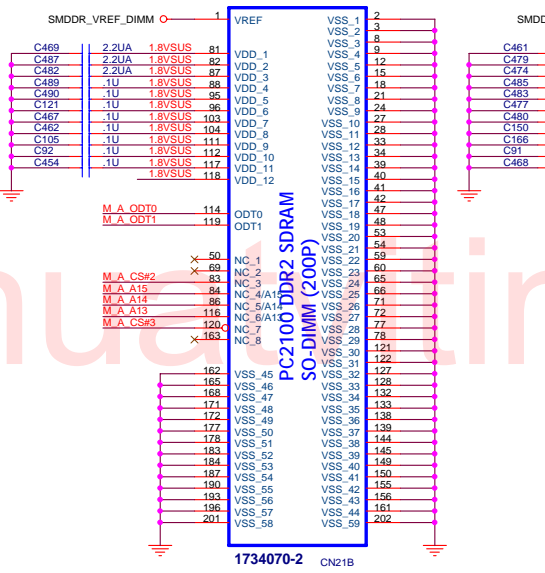 SMDDR_VREF_DIMM 1 VREF VSS_1 2 SMDD
VSS_2 3
VSS_3 8
C469 2.2UA 1.8VSUS 81 VDD_1 VSS_4 9 C461
C487 2.2UA 1.8VSUS 82 VDD_2 VSS_5 12 C479
C482 2.2UA 1.8VSUS 87 VDD_3 VSS_6 15 C474
C489 .1U 1.8VSUS 88 VDD_4 VSS_7 18 C485
C490 .1U 1.8VSUS 95 VDD_5 VSS_8 21 C483
C121 .1U 1.8VSUS 96 VDD_6 VSS_9 24 C477
C467 .1U 1.8VSUS 103 VDD_7 VSS_10 27 C480
C462 .1U 1.8VSUS 104 VDD_8 VSS_11 28 C150
C105 .1U 1.8VSUS 111 VDD_9 VSS_12 33 C166
C92 .1U 1.8VSUS 112 VDD_10 VSS_13 34 C91
C454 .1U 1.8VSUS 117 VDD_11 VSS_14 39 C468
1.8VSUS 118 VDD_12 VSS_15 40
VSS_16 41
VSS_17 42
M_A_ODT0 114 ODT0 VSS_18 47
M_A_ODT1 119 ODT1 VSS_19 48
VSS_20 53
VSS_21 54
50 NC_1 VSS_22 59
69 NC_2 VSS_23 60
M_A_CS#2 83 NC_3 VSS_24 65
M_A_A15 84 NC_4/A15 VSS_25 66
M_A_A14 86 NC_5/A14 VSS_26 71
M_A_A13 116 NC_6/A13 VSS_27 72
M_A_CS#3 120 NC_7 VSS_28 77
163 NC_8 VSS_29 78
VSS_30 121
VSS_31 122
162 VSS_45 VSS_32 127
165 VSS_46 VSS_33 128
168 VSS_47 VSS_34 132
171 VSS_48 VSS_35 133
172 VSS_49 VSS_36 138
177 VSS_50 VSS_37 139
178 VSS_51 VSS_38 144
183 VSS_52 VSS_39 145
184 VSS_53 VSS_40 149
187 VSS_54 VSS_41 150
190 VSS_55 VSS_42 155
193 VSS_56 VSS_43 156
196 VSS_57 VSS_44 161
201 VSS_58 VSS_59 202
PC2100 DDR2 SDRAM
SO-DIMM (200P)
1734070-2 CN21B